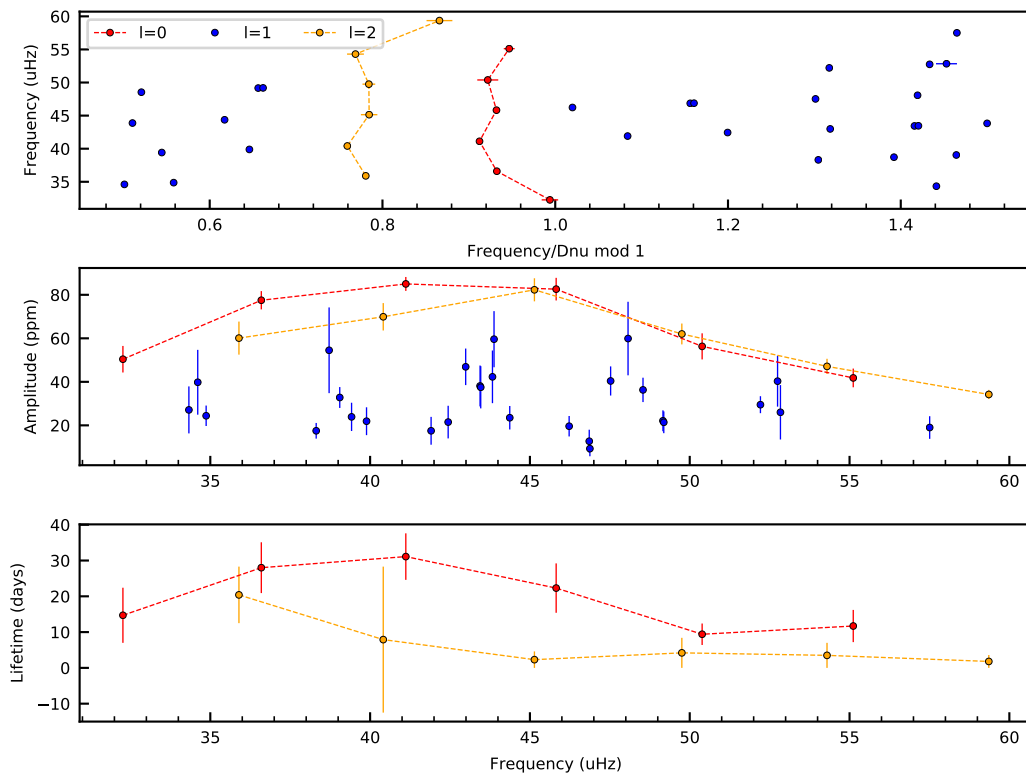 l=0 l=1 l=2
Frequency (uHz)
60
55
50
45
40
35
0.6 0.8 1.0 1.2 1.4
Frequency/Dnu mod 1
Amplitude (ppm)
80
60
40
20
35 40 45 50 55 60
Lifetime (days)
40
30
20
10
0
−10
35 40 45 50 55 60
Frequency (uHz)